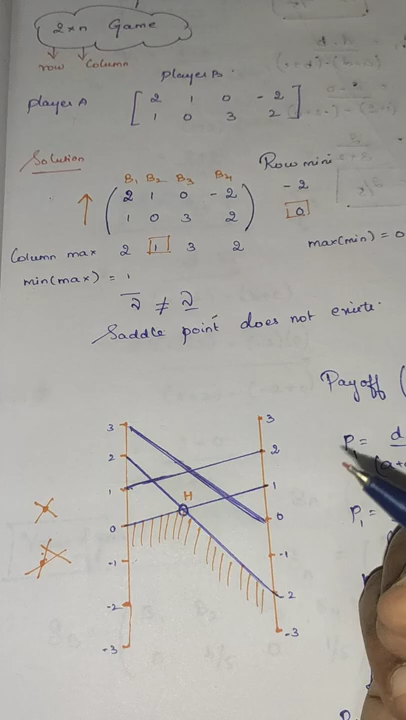 2×n Game
row column
Player B
Player A [ 2 1 0 -2 ]
[ 1 0 3 2 ]
Solution
B1 B2 B3 B4 Row mini
( 2 1 0 -2 ) -2
( 1 0 3 2 ) 0
Column max 2 1 3 2 max(min) = 0
min(max) = 1
Saddle point does not exists.
Payoff (
P1 = d
P1 =
3 3
2 2
1 H 1
0 0
-1 -1
-2 -2
-3 -3